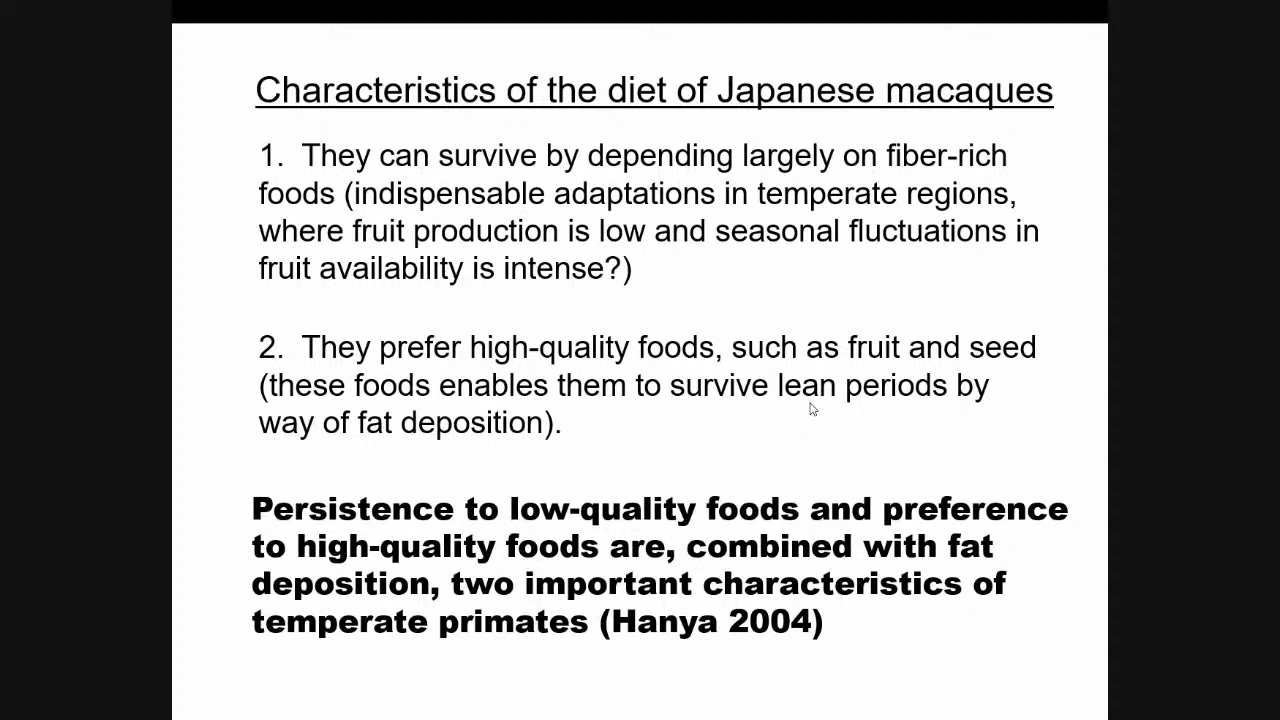 Characteristics of the diet of Japanese macaques
1. They can survive by depending largely on fiber-rich
foods (indispensable adaptations in temperate regions,
where fruit production is low and seasonal fluctuations in
fruit availability is intense?)
2. They prefer high-quality foods, such as fruit and seed
(these foods enables them to survive lean periods by
way of fat deposition).
Persistence to low-quality foods and preference
to high-quality foods are, combined with fat
deposition, two important characteristics of
temperate primates (Hanya 2004)